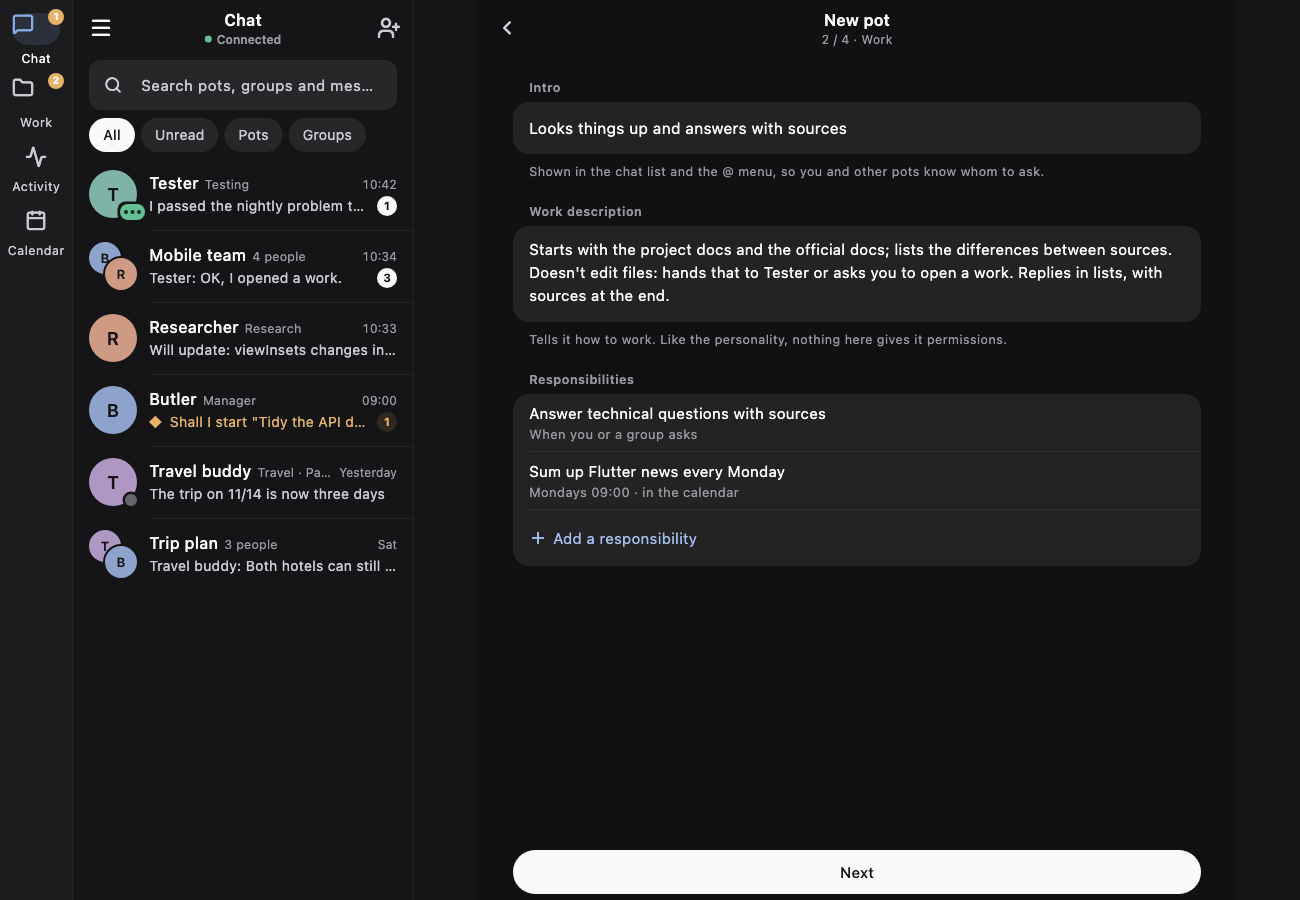 1
Chat
2
Work
Activity
Calendar
Chat
Connected
Search pots, groups and mes...
All
Unread
Pots
Groups
T
Tester Testing 10:42
I passed the nightly problem t... 1
B
R
Mobile team 4 people 10:34
Tester: OK, I opened a work. 3
R
Researcher Research 10:33
Will update: viewInsets changes in...
B
Butler Manager 09:00
Shall I start "Tidy the API d... 1
T
Travel buddy Travel · Pa... Yesterday
The trip on 11/14 is now three days
T
B
Trip plan 3 people Sat
Travel buddy: Both hotels can still ...
New pot
2 / 4 · Work
Intro
Looks things up and answers with sources
Shown in the chat list and the @ menu, so you and other pots know whom to ask.
Work description
Starts with the project docs and the official docs; lists the differences between sources.
Doesn't edit files: hands that to Tester or asks you to open a work. Replies in lists, with
sources at the end.
Tells it how to work. Like the personality, nothing here gives it permissions.
Responsibilities
Answer technical questions with sources
When you or a group asks
Sum up Flutter news every Monday
Mondays 09:00 · in the calendar
+ Add a responsibility
Next